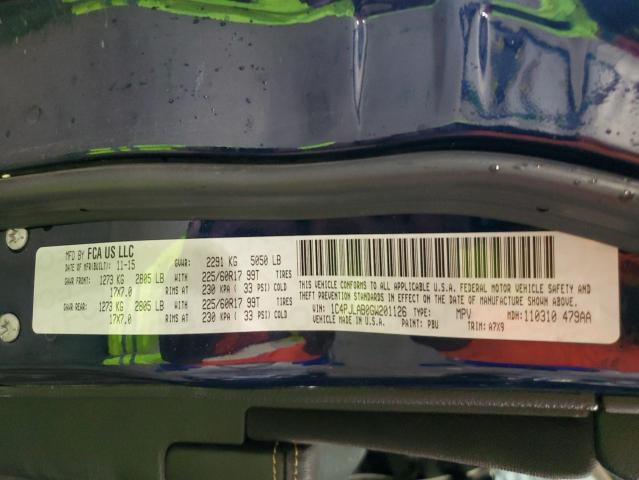 MFD BY FCA US LLC
DATE OF MFR(BUILT): 11-15 GVWR: 2291 KG 5050 LB
GAWR FRONT: 1273 KG 2805 LB WITH 225/60R17 99T TIRES
17X7.0 RIMS AT 230 KPA ( 33 PSI) COLD
GAWR REAR: 1273 KG 2805 LB WITH 225/60R17 99T TIRES
17X7.0 RIMS AT 230 KPA ( 33 PSI) COLD
THIS VEHICLE CONFORMS TO ALL APPLICABLE U.S.A. FEDERAL MOTOR VEHICLE SAFETY AND
THEFT PREVENTION STANDARDS IN EFFECT ON THE DATE OF MANUFACTURE SHOWN ABOVE.
VIN: 1C4PJLAB0GW201126 TYPE: MPV MDH: 110310 479AA
VEHICLE MADE IN U.S.A. PAINT: PBU TRIM: A7X9